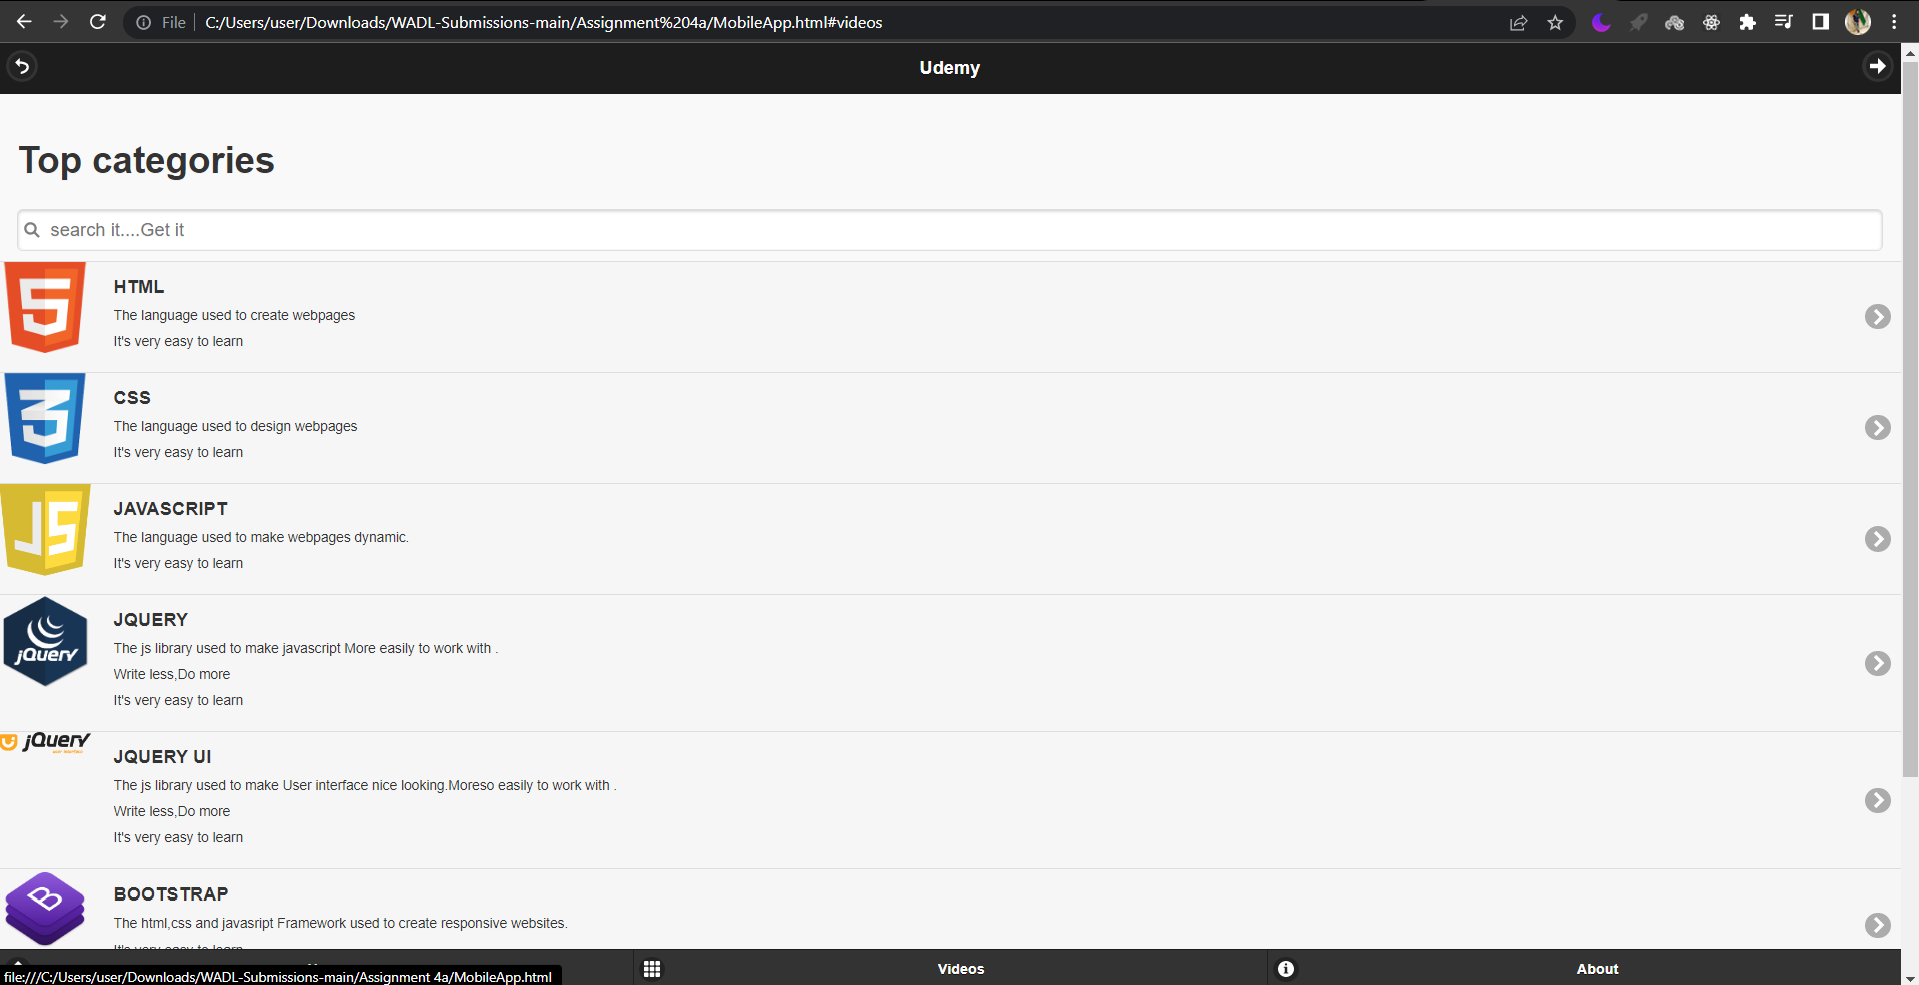 File
C:/Users/user/Downloads/WADL-Submissions-main/Assignment%204a/MobileApp.html#videos
Udemy
Top categories
search it....Get it
HTML
The language used to create webpages
It's very easy to learn
CSS
The language used to design webpages
It's very easy to learn
JS
JAVASCRIPT
The language used to make webpages dynamic.
It's very easy to learn
jQuery
JQUERY
The js library used to make javascript More easily to work with .
Write less,Do more
It's very easy to learn
jQuery
JQUERY UI
The js library used to make User interface nice looking.Moreso easily to work with .
Write less,Do more
It's very easy to learn
B
BOOTSTRAP
The html,css and javasript Framework used to create responsive websites.
It's very easy to learn
Videos
About
file:///C:/Users/user/Downloads/WADL-Submissions-main/Assignment 4a/MobileApp.html